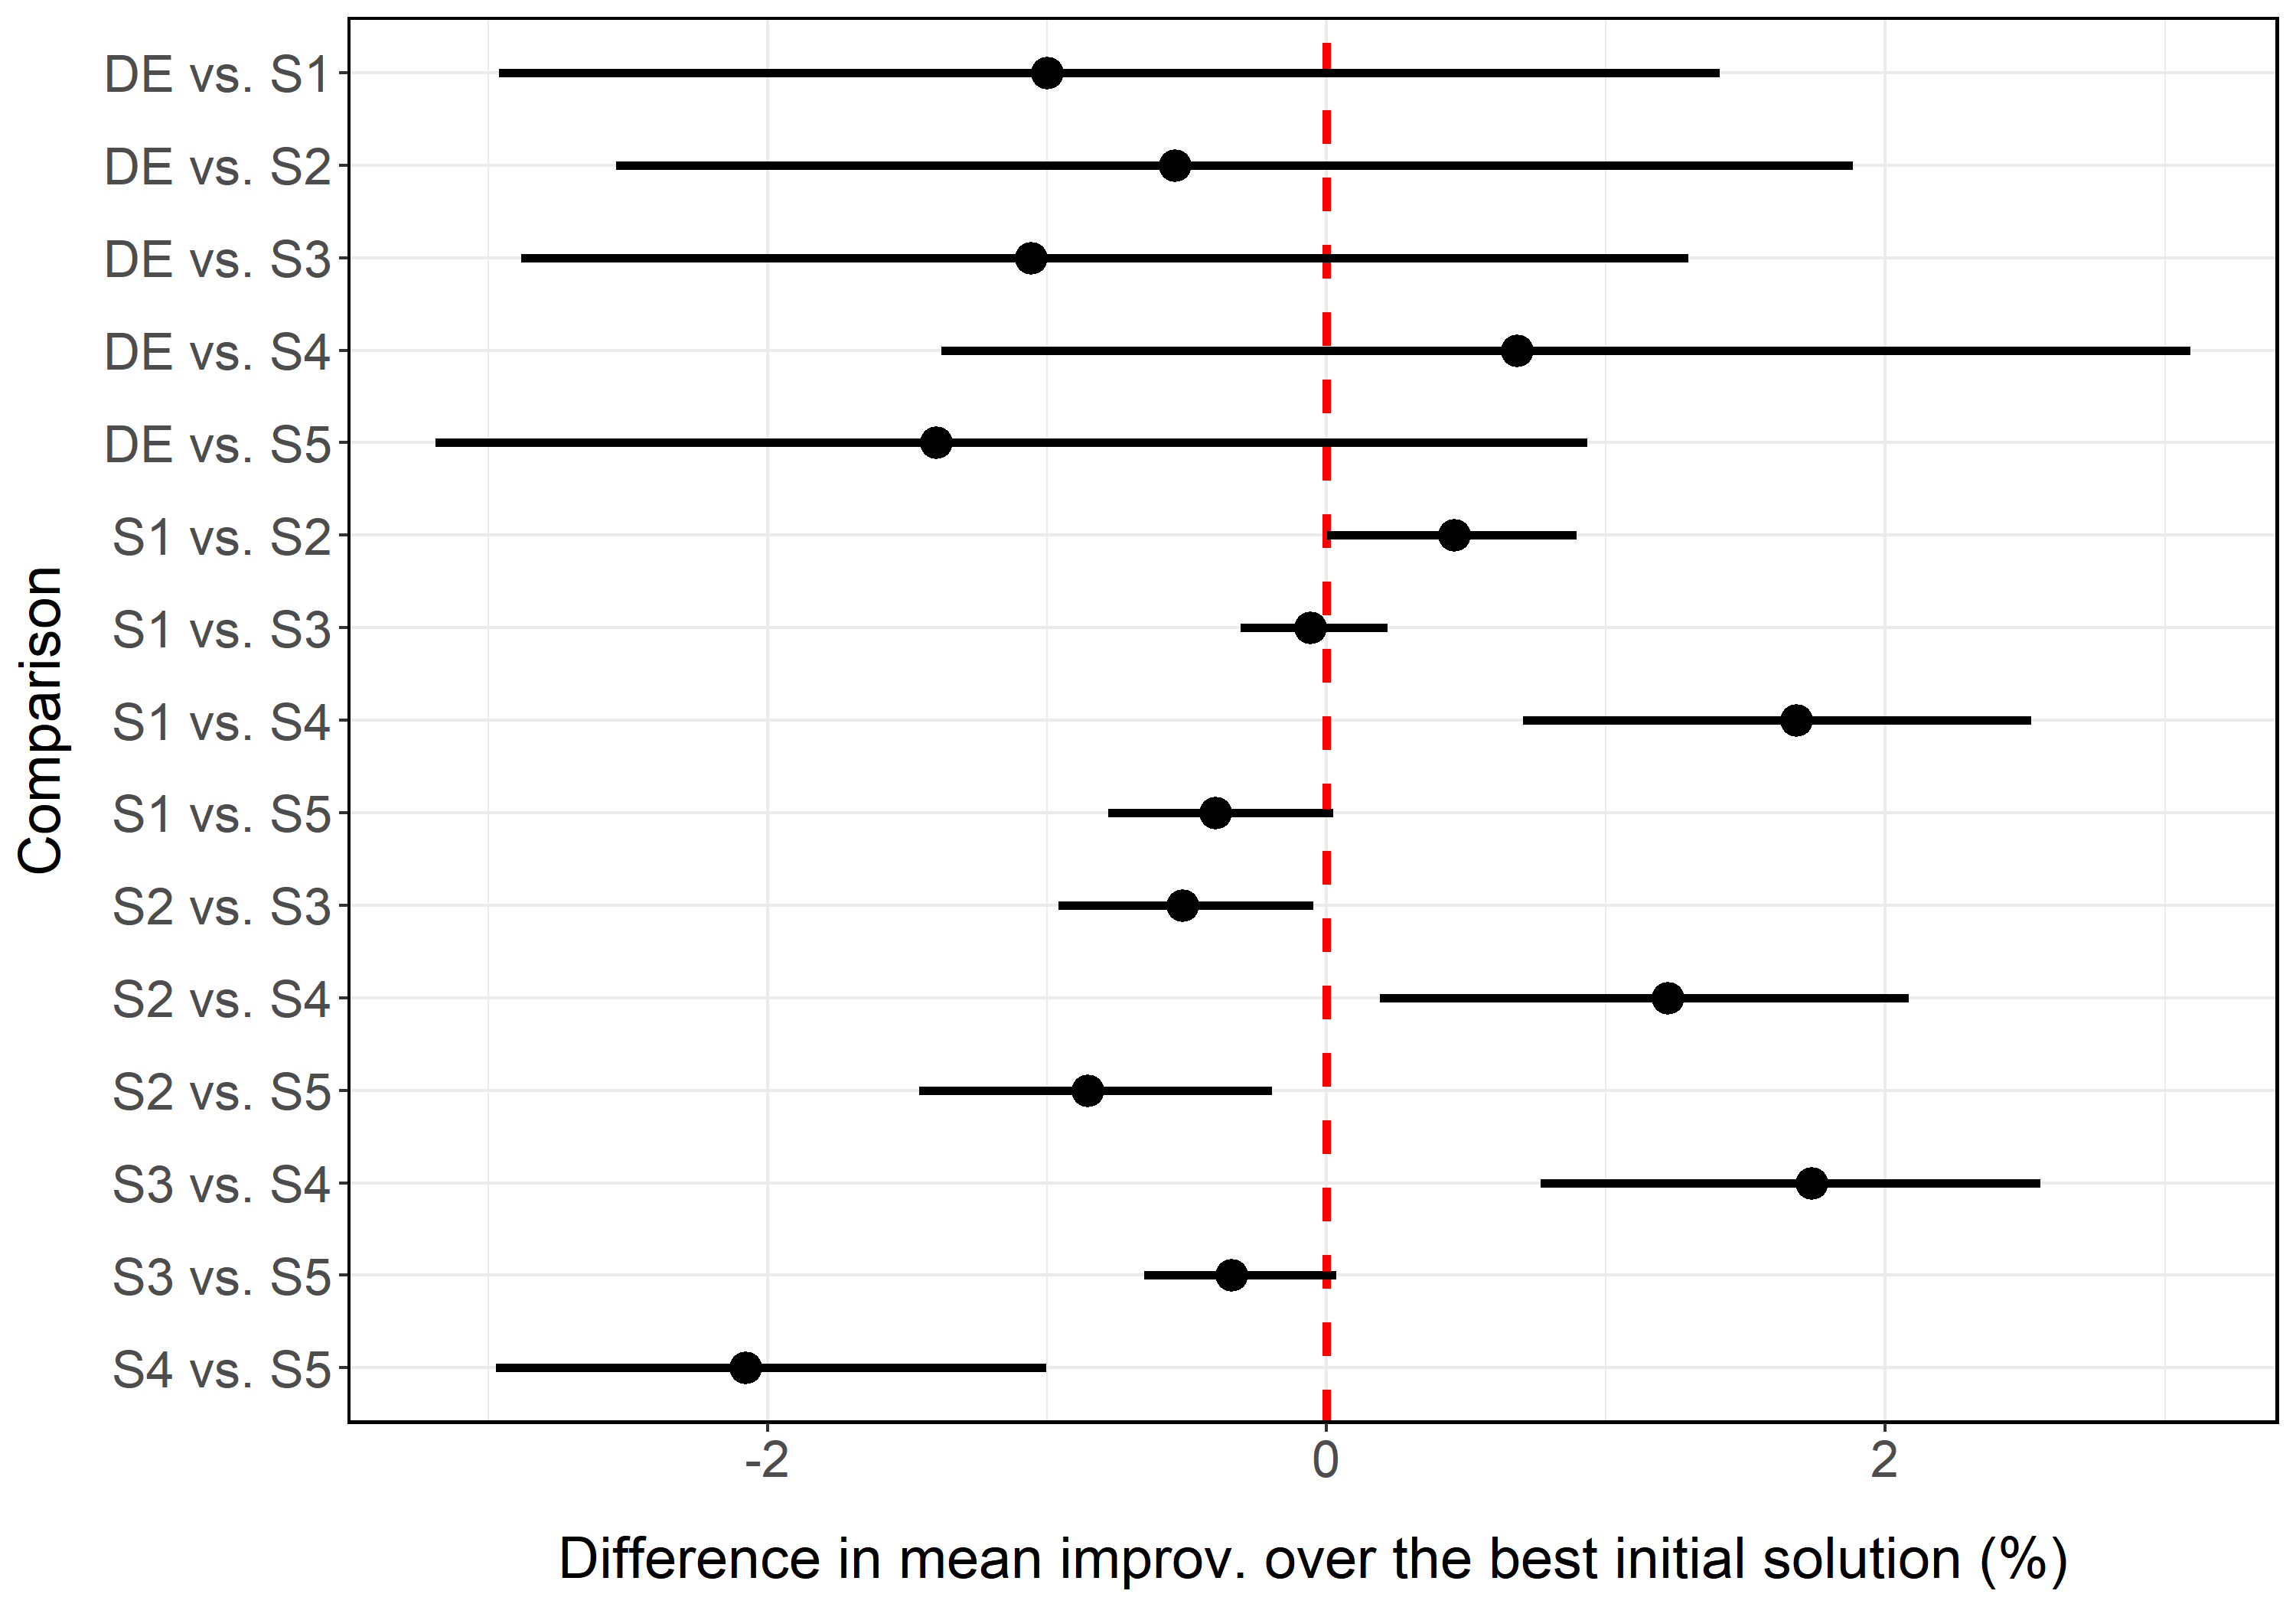 DE vs. S1
DE vs. S2
DE vs. S3
DE vs. S4
DE vs. S5
S1 vs. S2
S1 vs. S3
S1 vs. S4
S1 vs. S5
S2 vs. S3
S2 vs. S4
S2 vs. S5
S3 vs. S4
S3 vs. S5
S4 vs. S5
Comparison
-2 0 2
Difference in mean improv. over the best initial solution (%)